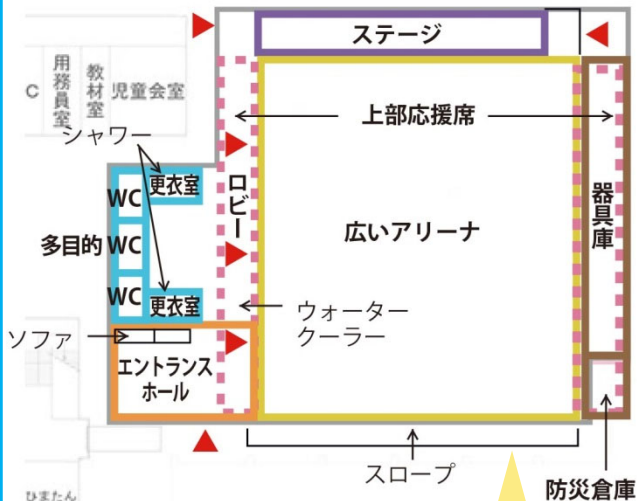 ステージ
用務員室
教材室
児童会室
C
シャワー
上部応援席
更衣室
WC
ロビー
器具庫
多目的
WC
広いアリーナ
WC
更衣室
ソファ
ウォーター
クーラー
エントランス
ホール
スロープ
防災倉庫
ひまたん